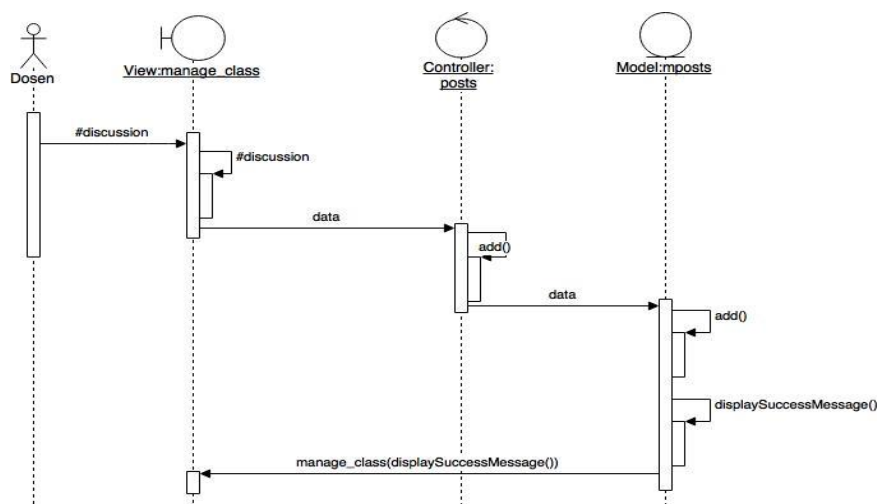 Dosen
View:manage_class
Controller:
posts
Model:mposts
#discussion
#discussion
data
add()
data
add()
displaySuccessMessage()
manage_class(displaySuccessMessage())